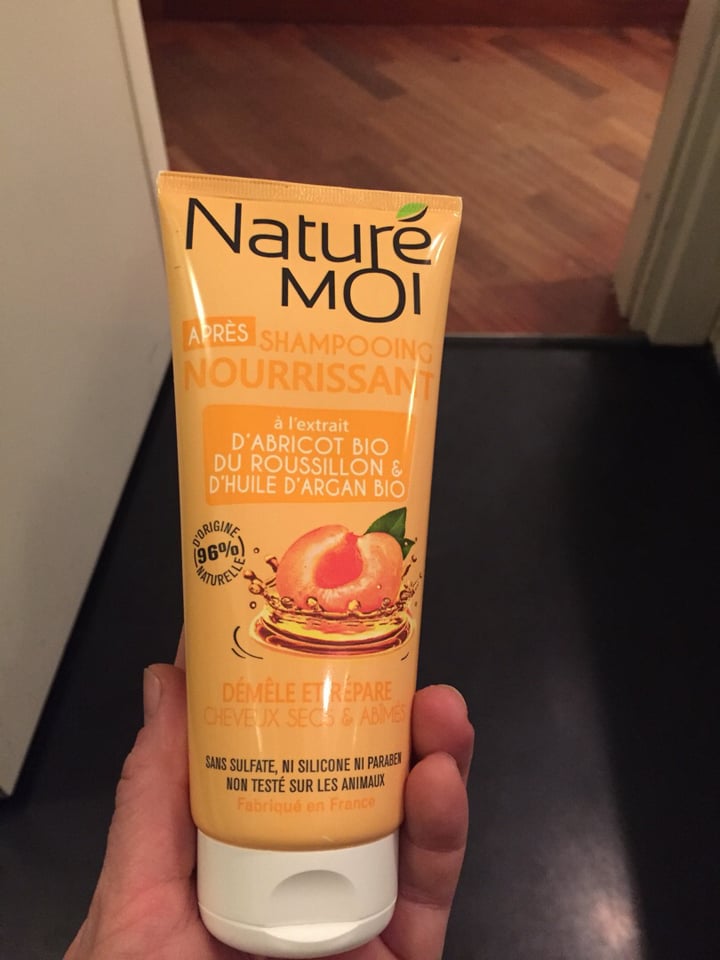 Naturé
MOI
APRÈS SHAMPOOING
NOURRISSANT
à l'extrait
D'ABRICOT BIO
DU ROUSSILLON &
D'HUILE D'ARGAN BIO
D'ORIGINE
96%
NATURELLE
DÉMÊLE ET RÉPARE
CHEVEUX SECS & ABÎMÉS
SANS SULFATE, NI SILICONE NI PARABEN
NON TESTÉ SUR LES ANIMAUX
Fabriqué en France